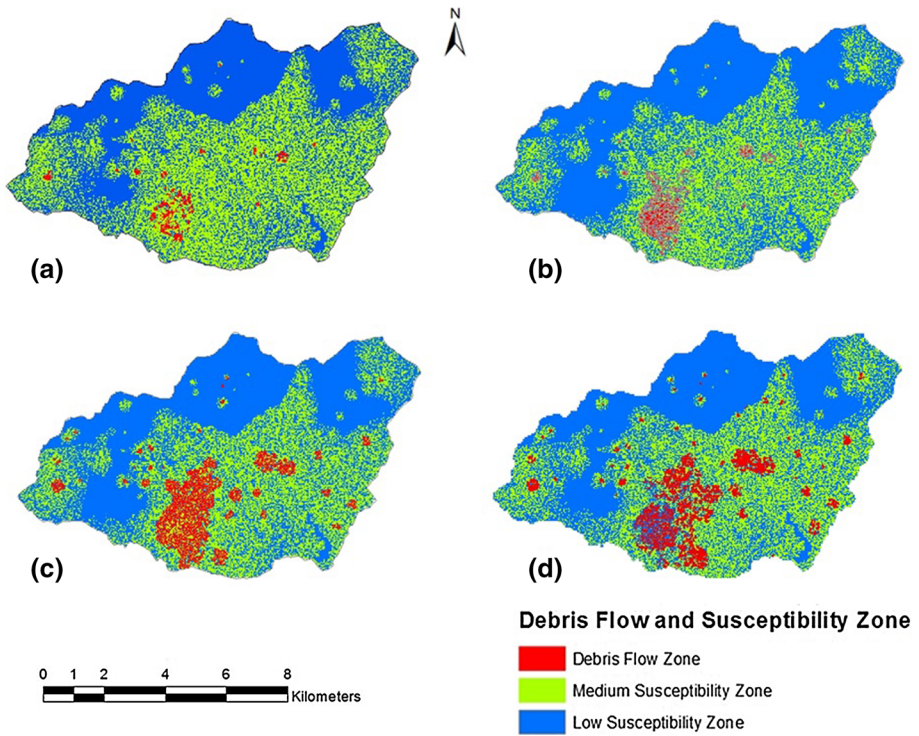 N
(a)
(b)
(c)
(d)
Debris Flow and Susceptibility Zone
Debris Flow Zone
Medium Susceptibility Zone
Low Susceptibility Zone
0 1 2 4 6 8
Kilometers